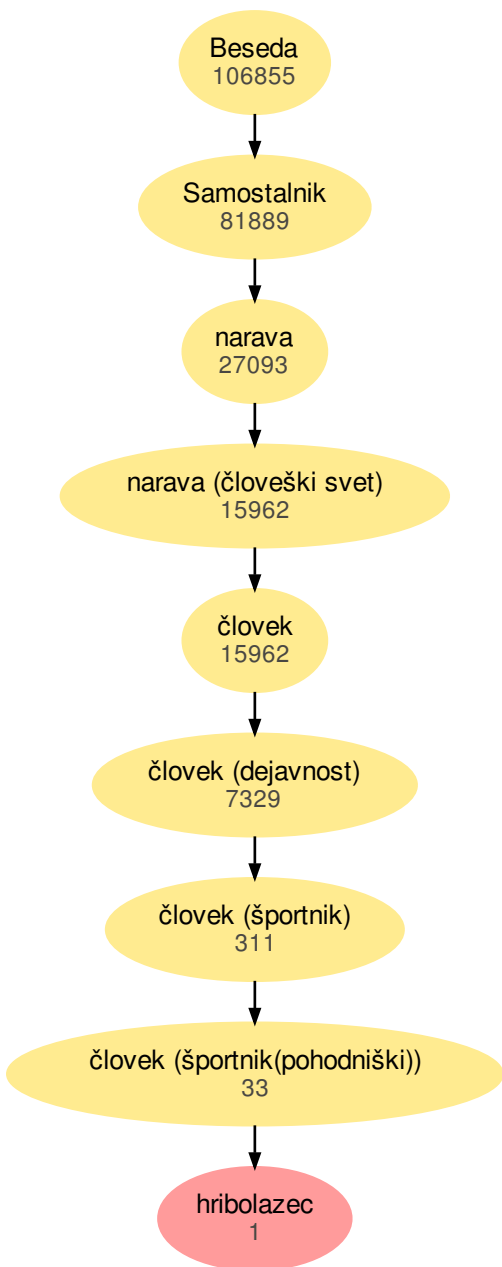 Beseda
106855
Samostalnik
81889
narava
27093
narava (človeški svet)
15962
človek
15962
človek (dejavnost)
7329
človek (športnik)
311
človek (športnik(pohodniški))
33
hribolazec
1